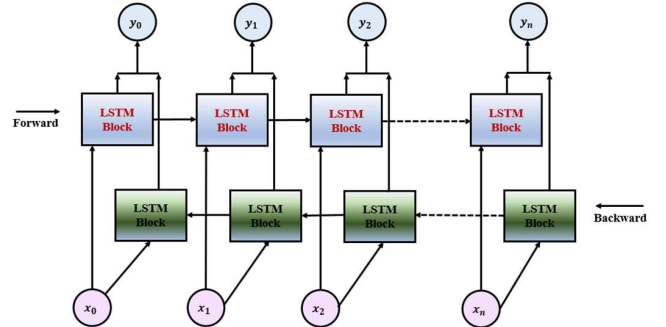 y₀ y₁ y₂ yₙ
Forward
LSTM
Block
LSTM
Block
LSTM
Block
LSTM
Block
LSTM
Block
LSTM
Block
LSTM
Block
LSTM
Block
Backward
x₀ x₁ x₂ xₙ